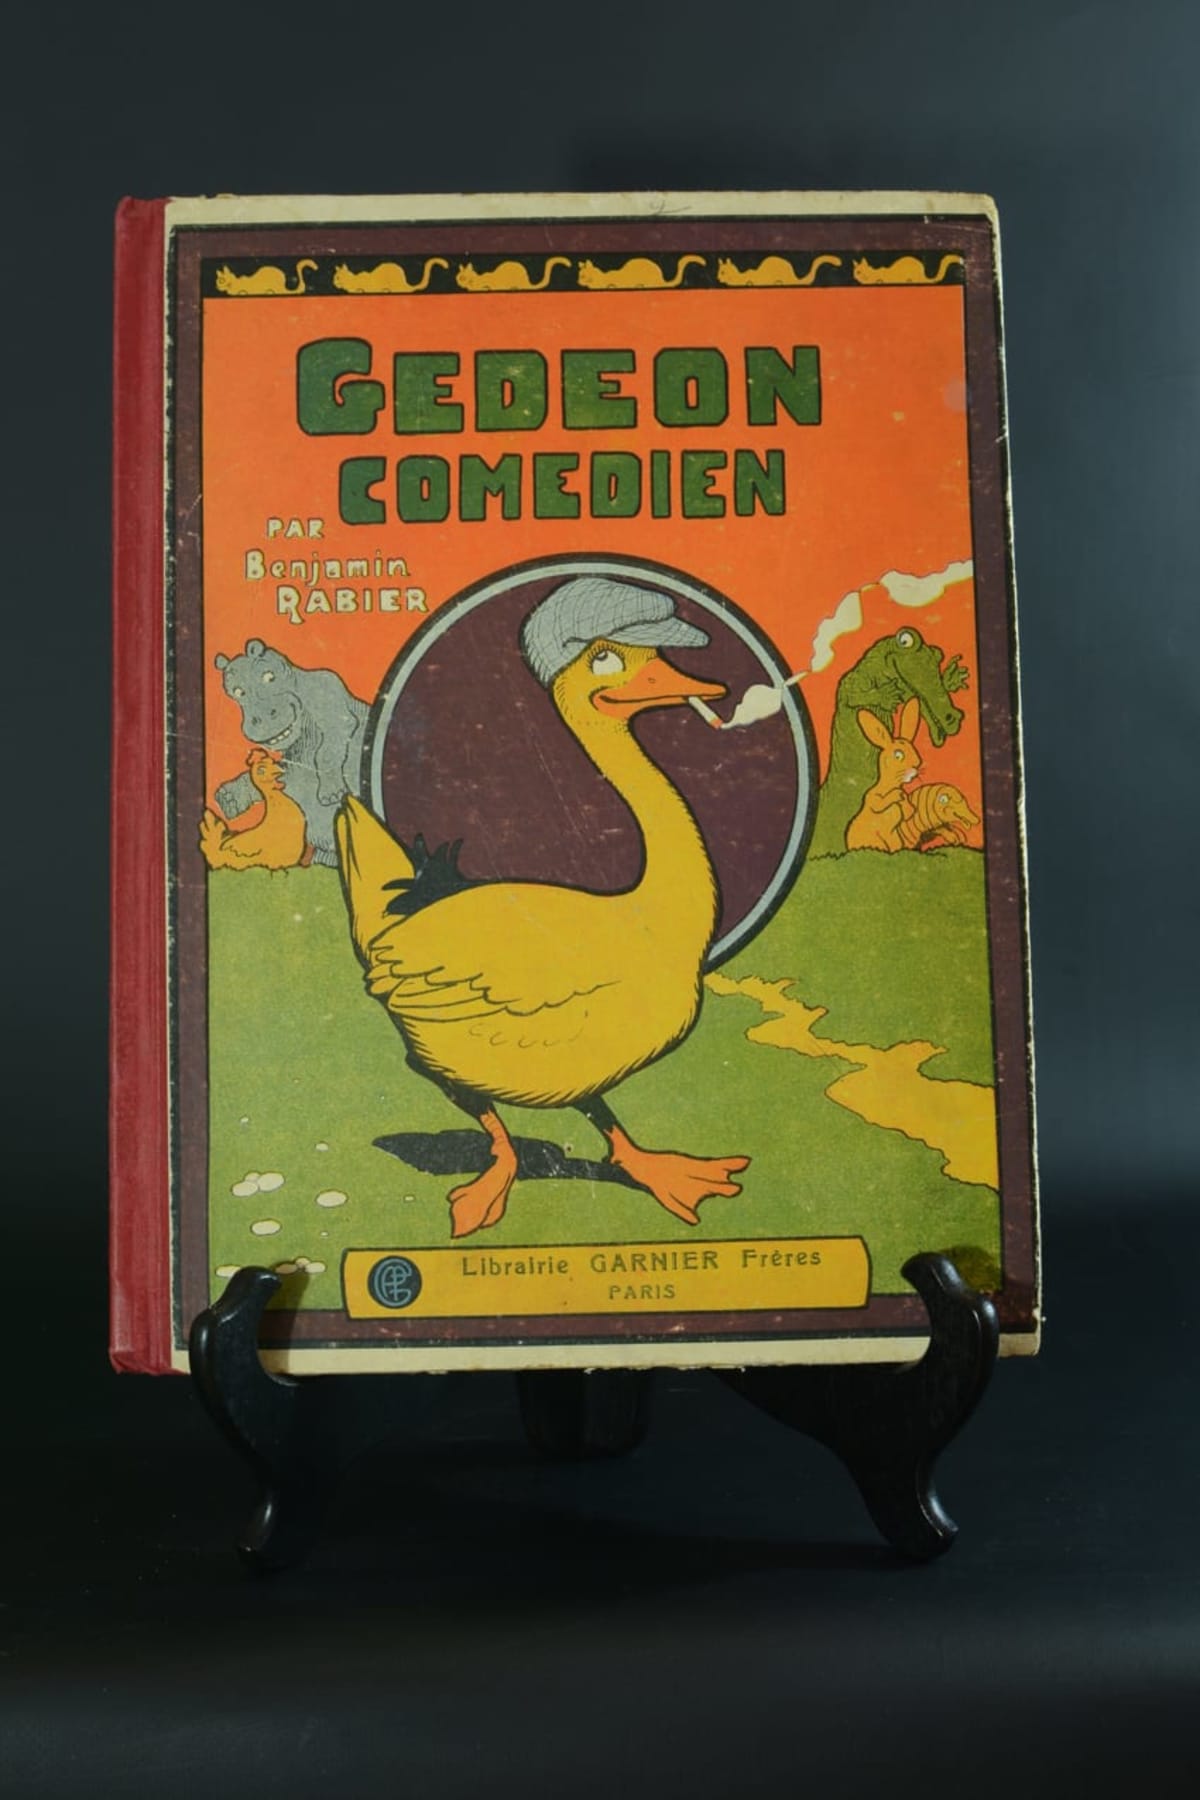 GEDEON
COMEDIEN
PAR
Benjamin
RABIER
Librairie GARNIER Frères
PARIS